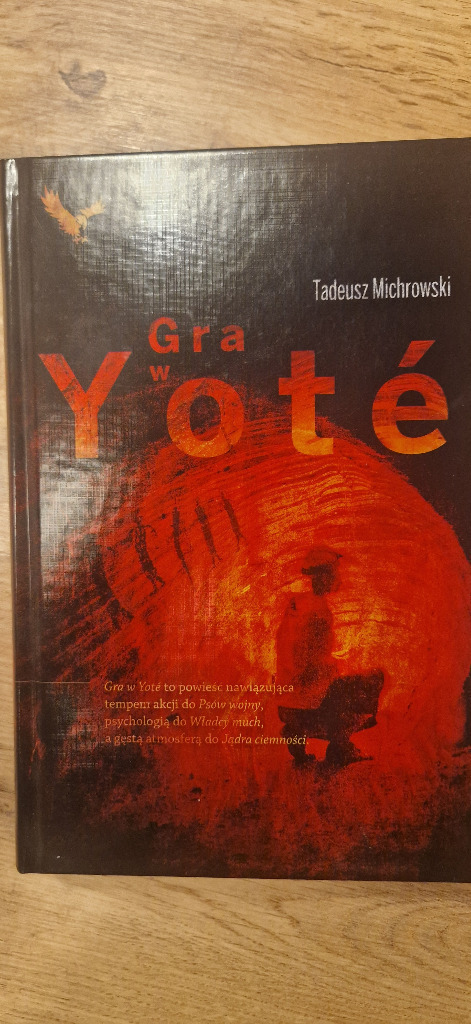 Tadeusz Michrowski
Gra
w
Yoté
Gra w Yoté to powieść nawiązująca
tempem akcji do Psów wojny,
psychologią do Władcy much,
a gęstą atmosferą do Jądra ciemności.